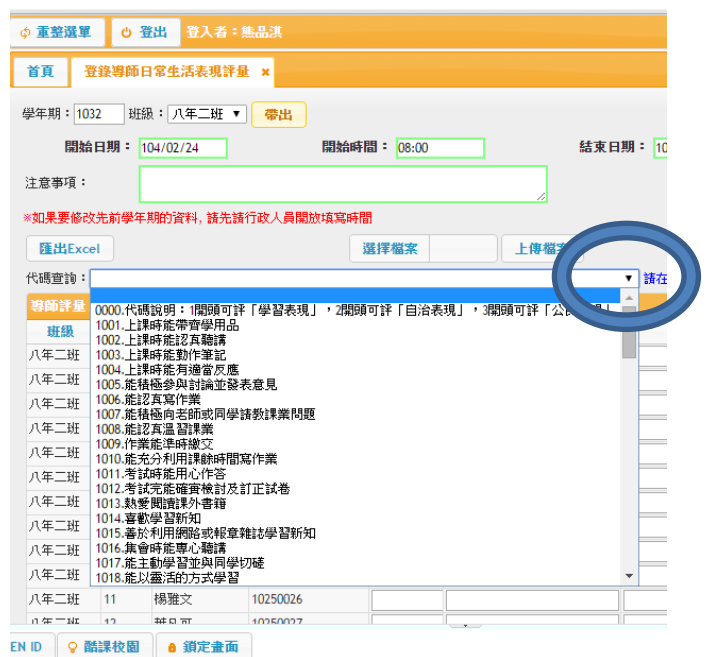 重整選單 登出 登入者：熊品淇
首頁 登錄導師日常生活表現評量 ×
學年期：1032 班級：八年二班 ▼ 帶出
開始日期：104/02/24 開始時間：08:00 結束日期：10
注意事項：
※如果要修改先前學年期的資料, 請先請行政人員開放填寫時間
匯出Excel 選擇檔案 上傳檔案
代碼查詢： ▼ 請在
導師評量
0000.代碼說明：1開頭可評「學習表現」，2開頭可評「自治表現」，3開頭可評「公
班級
1001.上課時能帶齊學用品
1002.上課時能認真聽講
八年二班 1003.上課時能勤作筆記
1004.上課時能有適當反應
八年二班 1005.能積極參與討論並發表意見
1006.能認真寫作業
八年二班 1007.能積極向老師或同學請教課業問題
八年二班 1008.能認真溫習課業
1009.作業能準時繳交
八年二班 1010.能充分利用課餘時間寫作業
八年二班 1011.考試時能用心作答
1012.考試完能確實檢討及訂正試卷
八年二班 1013.熱愛閱讀課外書籍
八年二班 1014.喜歡學習新知
1015.善於利用網路或報章雜誌學習新知
八年二班 1016.集會時能專心聽講
1017.能主動學習並與同學切磋
八年二班 1018.能以靈活的方式學習
八年二班 11 楊雅文 10250026
八年二班 12 10250027
EN ID 酷課校園 鎖定畫面